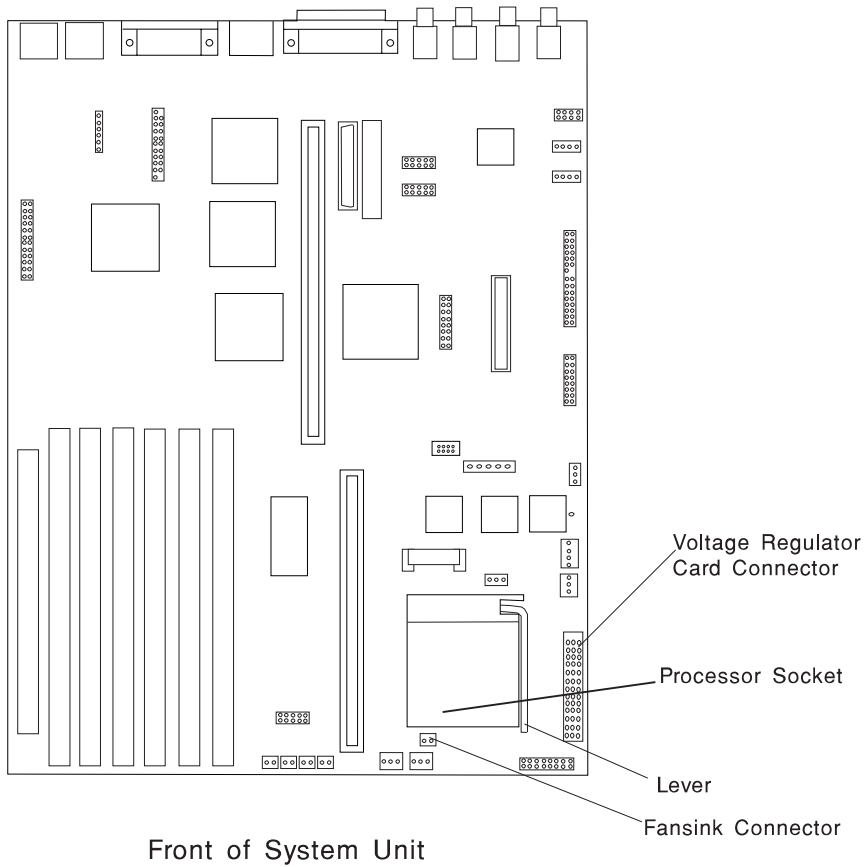 Voltage Regulator
Card Connector
Processor Socket
Lever
Fansink Connector
Front of System Unit